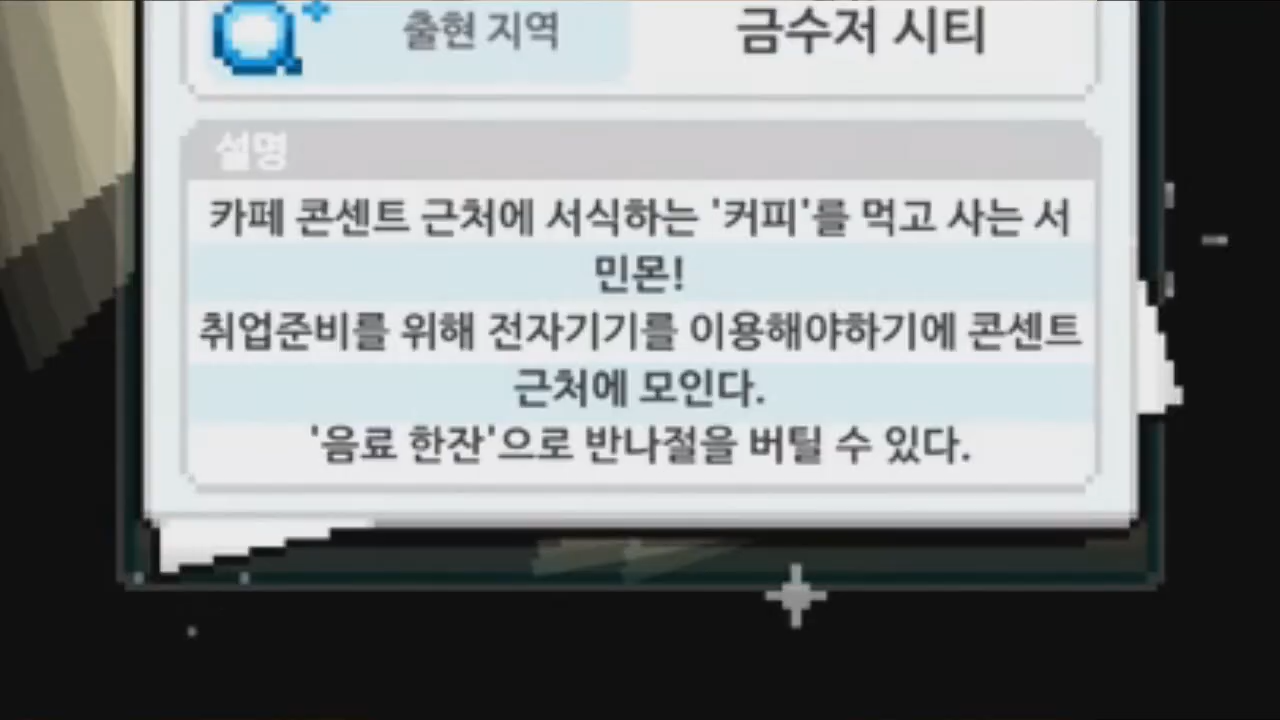 출현 지역 금수저 시티
설명
카페 콘센트 근처에 서식하는 '커피'를 먹고 사는 서
민몬!
취업준비를 위해 전자기기를 이용해야하기에 콘센트
근처에 모인다.
'음료 한잔'으로 반나절을 버틸 수 있다.